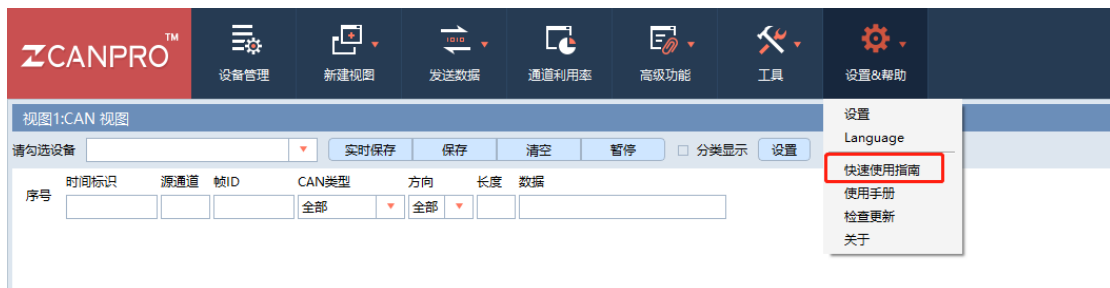 ZCANPRO™
设备管理
新建视图
发送数据
通道利用率
高级功能
工具
设置&帮助
视图1:CAN 视图
请勾选设备
实时保存
保存
清空
暂停
分类显示
设置
序号
时间标识
源通道
帧ID
CAN类型
方向
长度
数据
全部
全部
设置
Language
快速使用指南
使用手册
检查更新
关于